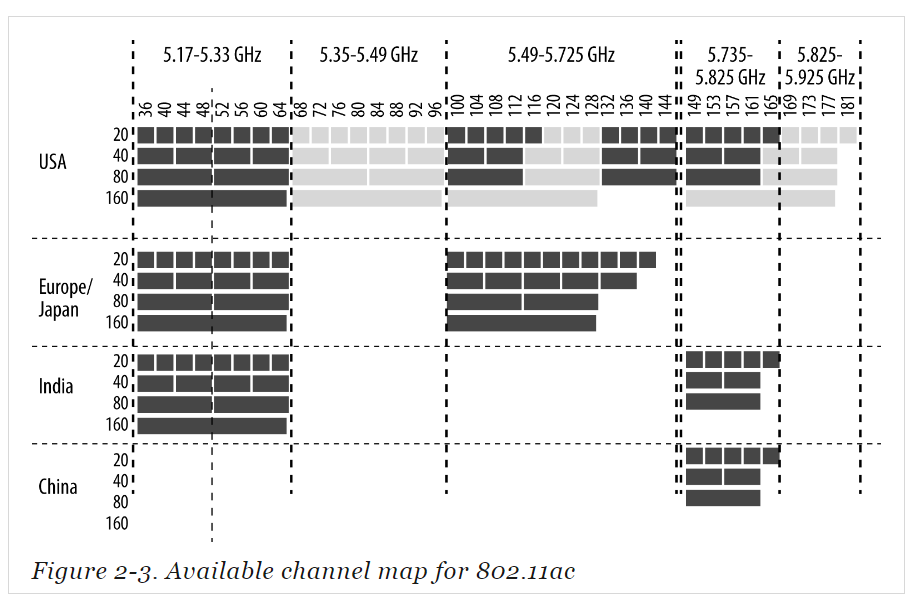 5.17-5.33 GHz 5.35-5.49 GHz 5.49-5.725 GHz 5.735- 5.825-
5.825 GHz 5.925 GHz
36 40 44 48 52 56 60 64 68 72 76 80 84 88 92 96 100 104 108 112 116 120 124 128 132 136 140 144 149 153 157 161 165 169 173 177 181
20
40
USA
80
160
20
Europe/
40
Japan
80
160
20
India
40
80
160
20
China
40
80
160
Figure 2-3. Available channel map for 802.11ac